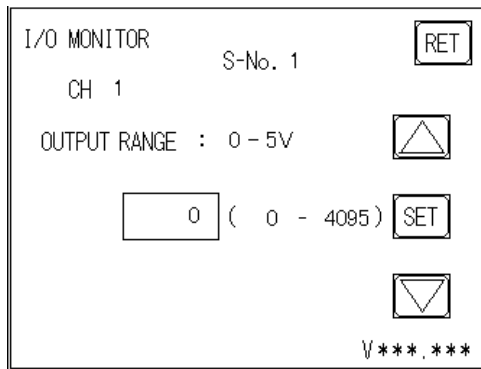 I/O MONITOR
S-No. 1
RET
CH 1
OUTPUT RANGE : 0-5V
0 ( 0 - 4095) SET
V***.***